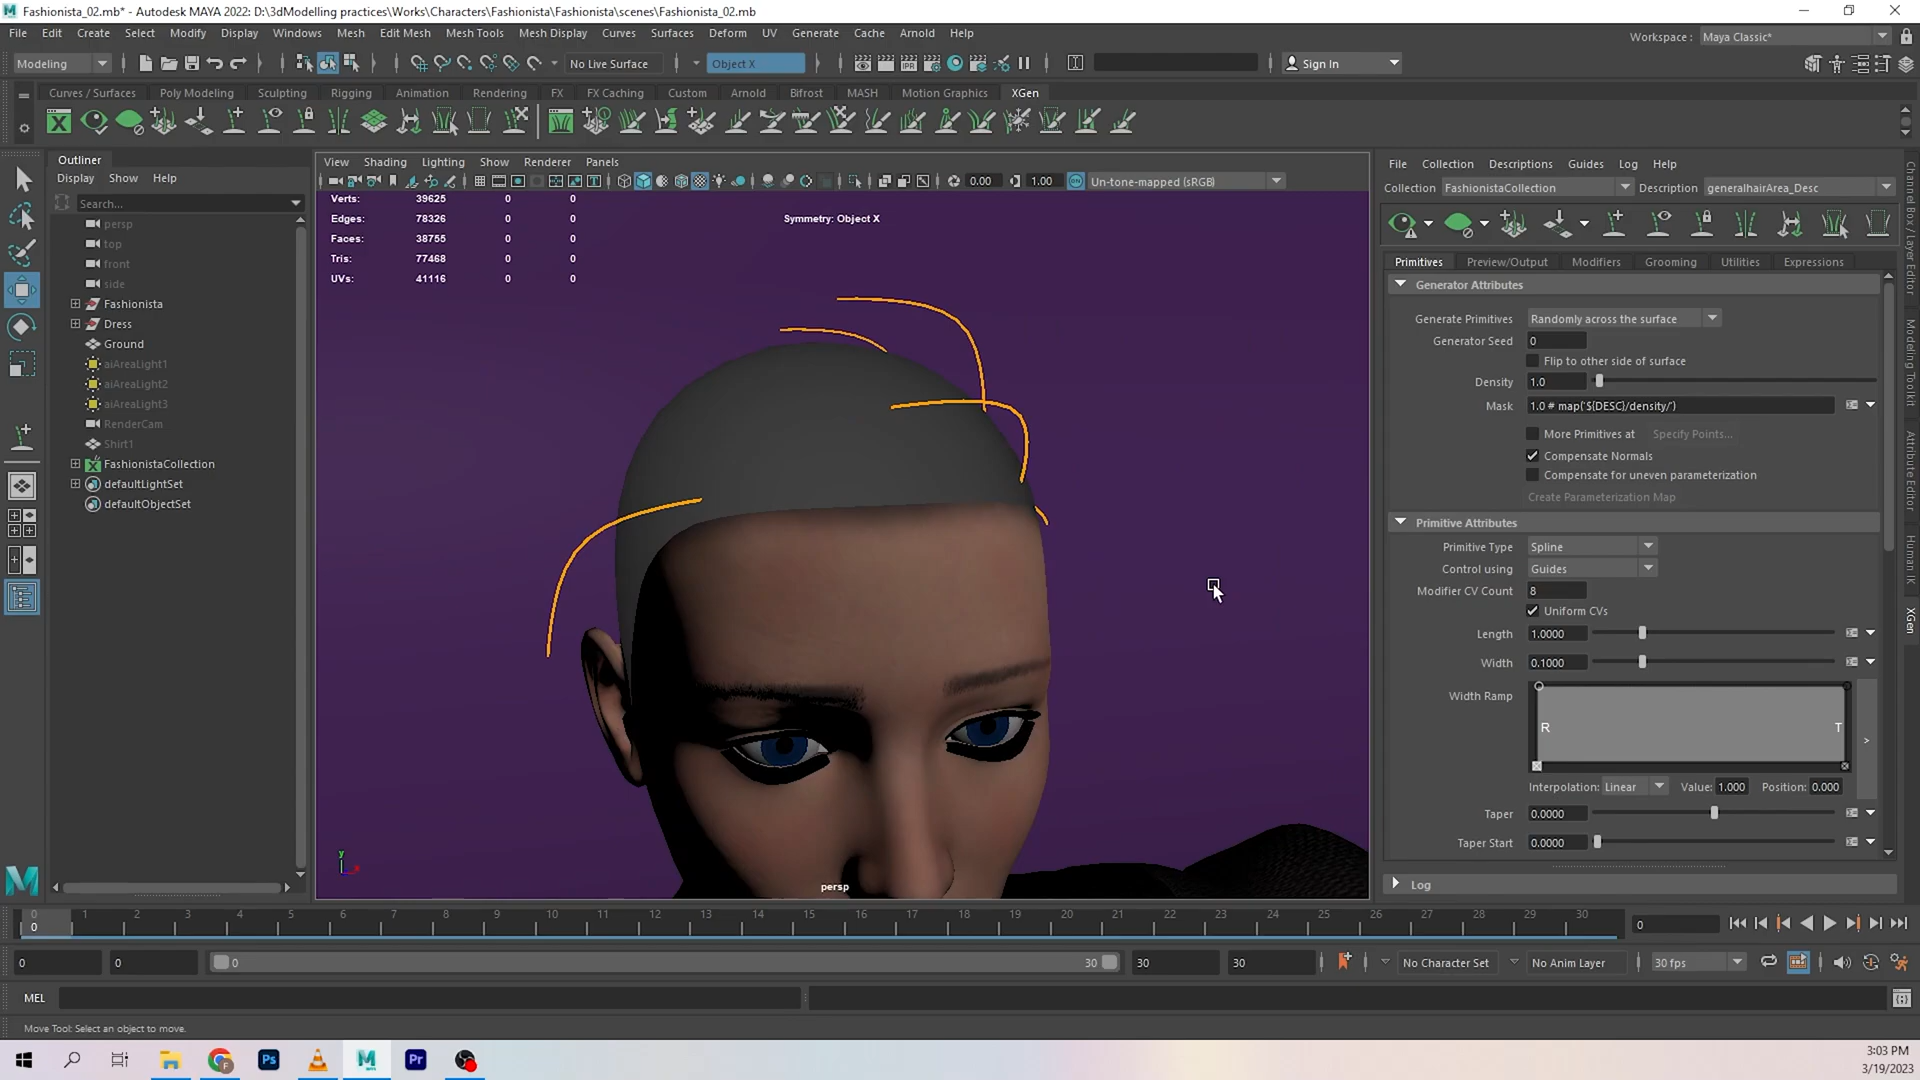 Fashionista_02.mb* - Autodesk MAYA 2022: D:\3dModelling practices\Works\Characters\Fashionista\Fashionista\scenes\Fashionista_02.mb
File Edit Create Select Modify Display Windows Mesh Edit Mesh Mesh Tools Mesh Display Curves Surfaces Deform UV Generate Cache Arnold Help
Workspace : Maya Classic*
Modeling No Live Surface Object X Sign In
Curves / Surfaces Poly Modeling Sculpting Rigging Animation Rendering FX FX Caching Custom Arnold Bifrost MASH Motion Graphics XGen
Outliner
Display Show Help
Search...
persp
top
front
side
Fashionista
Dress
Ground
aiAreaLight1
aiAreaLight2
aiAreaLight3
RenderCam
Shirt1
FashionistaCollection
defaultLightSet
defaultObjectSet
View Shading Lighting Show Renderer Panels
0.00 1.00 Un-tone-mapped (sRGB)
Verts: 39625 0 0
Edges: 78326 0 0
Faces: 38755 0 0
Tris: 77468 0 0
UVs: 41116 0 0
Symmetry: Object X
persp
File Collection Descriptions Guides Log Help
Collection FashionistaCollection Description generalhairArea_Desc
Primitives Preview/Output Modifiers Grooming Utilities Expressions
Generator Attributes
Generate Primitives Randomly across the surface
Generator Seed 0
Flip to other side of surface
Density 1.0
Mask 1.0 # map('${DESC}/density/')
More Primitives at Specify Points...
Compensate Normals
Compensate for uneven parameterization
Create Parameterization Map
Primitive Attributes
Primitive Type Spline
Control using Guides
Modifier CV Count 8
Uniform CVs
Length 1.0000
Width 0.1000
Width Ramp
R T
Interpolation: Linear Value: 1.000 Position: 0.000
Taper 0.0000
Taper Start 0.0000
Log
Channel Box / Layer Editor
Modeling Toolkit
Attribute Editor
Human IK
XGen
0 1 2 3 4 5 6 7 8 9 10 11 12 13 14 15 16 17 18 19 20 21 22 23 24 25 26 27 28 29 30
0 0
0 0 0 30 30 30 No Character Set No Anim Layer 30 fps
MEL
Move Tool: Select an object to move.
3:03 PM
3/19/2023